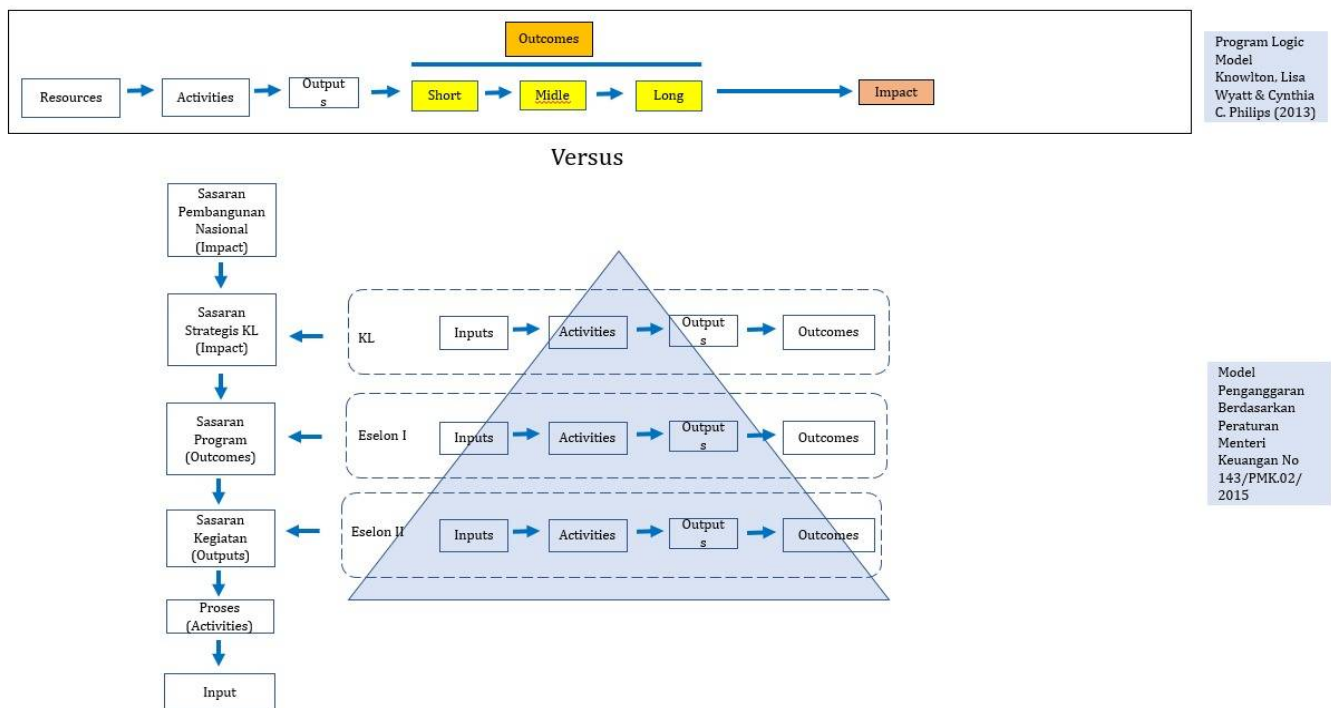 Outcomes
Resources
Activities
Output
s
Short
Midle
Long
Impact
Program Logic
Model
Knowlton, Lisa
Wyatt & Cynthia
C. Philips (2013)
Versus
Sasaran
Pembangunan
Nasional
(Impact)
Sasaran
Strategis KL
(Impact)
KL
Inputs
Activities
Output
s
Outcomes
Sasaran
Program
(Outcomes)
Eselon I
Inputs
Activities
Output
s
Outcomes
Sasaran
Kegiatan
(Outputs)
Eselon II
Inputs
Activities
Output
s
Outcomes
Proses
(Activities)
Input
Model
Penganggaran
Berdasarkan
Peraturan
Menteri
Keuangan No
143/PMK.02/
2015